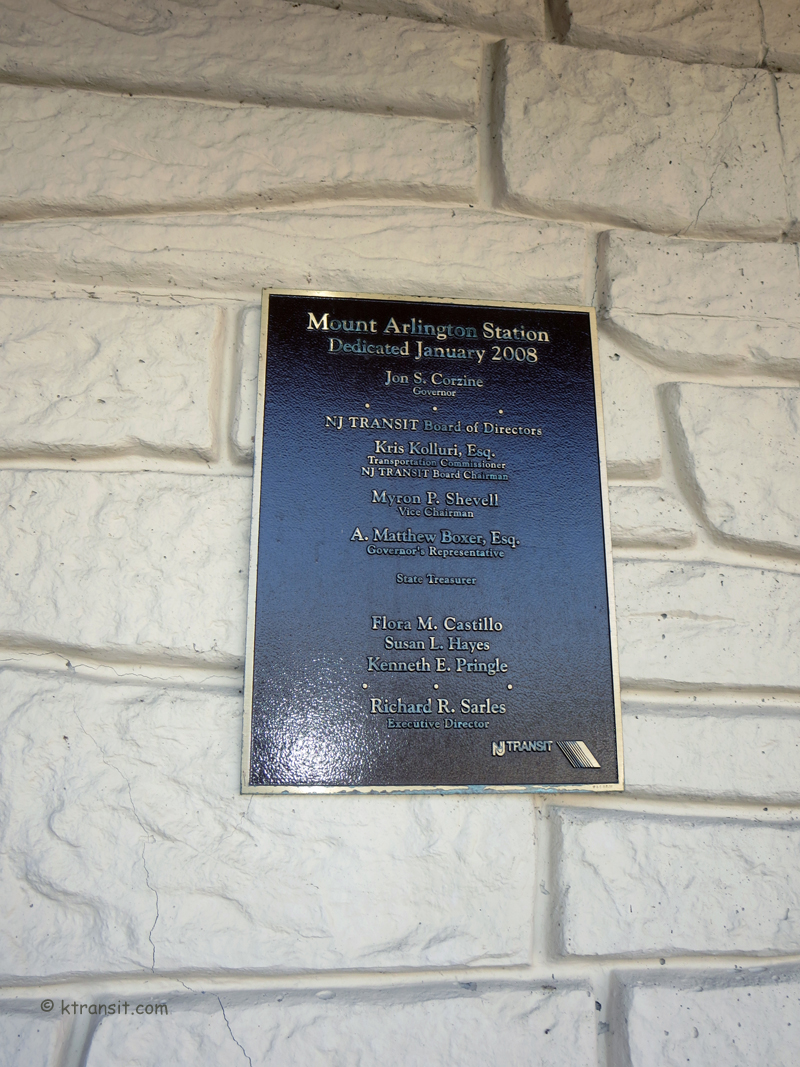 Mount Arlington Station
Dedicated January 2008
Jon S. Corzine
Governor
NJ TRANSIT Board of Directors
Kris Kolluri, Esq.
Transportation Commissioner
NJ TRANSIT Board Chairman
Myron P. Shevell
Vice Chairman
A. Matthew Boxer, Esq.
Governor's Representative
State Treasurer
Flora M. Castillo
Susan L. Hayes
Kenneth E. Pringle
Richard R. Sarles
Executive Director
NJ TRANSIT
© ktransit.com